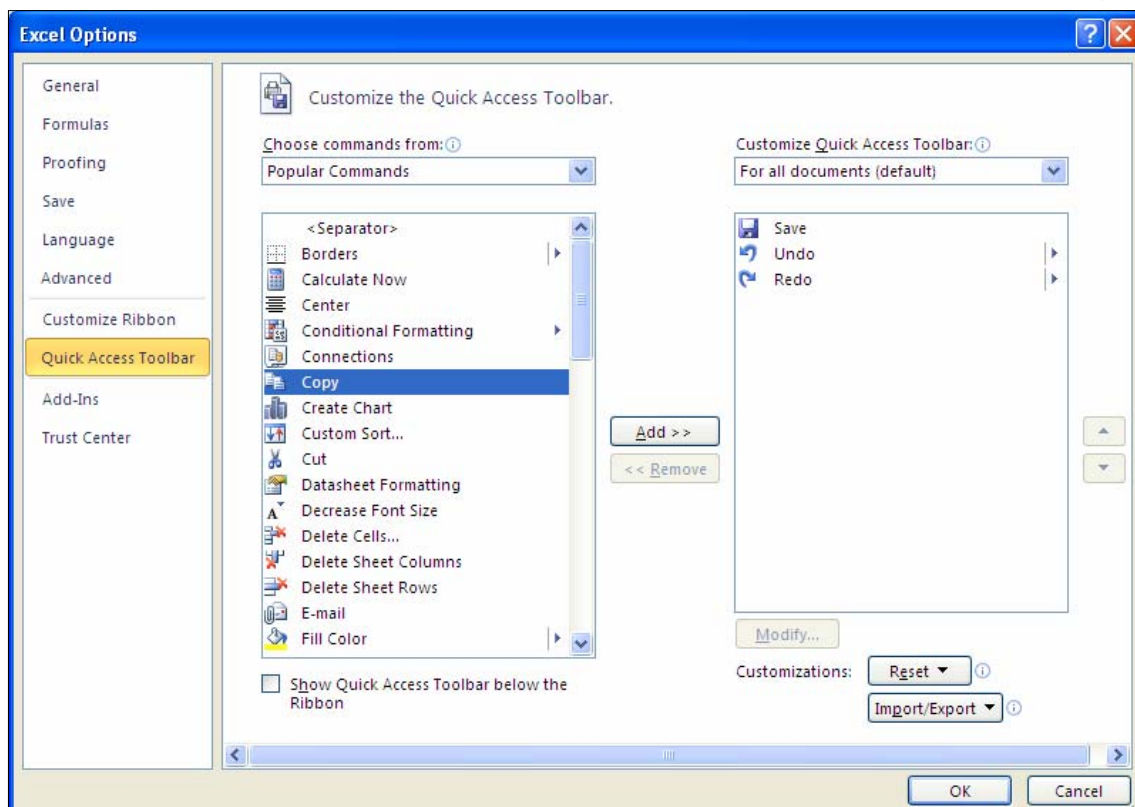 Excel Options
General
Formulas
Proofing
Save
Language
Advanced
Customize Ribbon
Quick Access Toolbar
Add-Ins
Trust Center
Customize the Quick Access Toolbar.
Choose commands from:
Popular Commands
<Separator>
Borders
Calculate Now
Center
Conditional Formatting
Connections
Copy
Create Chart
Custom Sort...
Cut
Datasheet Formatting
Decrease Font Size
Delete Cells...
Delete Sheet Columns
Delete Sheet Rows
E-mail
Fill Color
Show Quick Access Toolbar below the
Ribbon
Add >>
<< Remove
Customize Quick Access Toolbar:
For all documents (default)
Save
Undo
Redo
Modify...
Customizations:
Reset
Import/Export
OK
Cancel